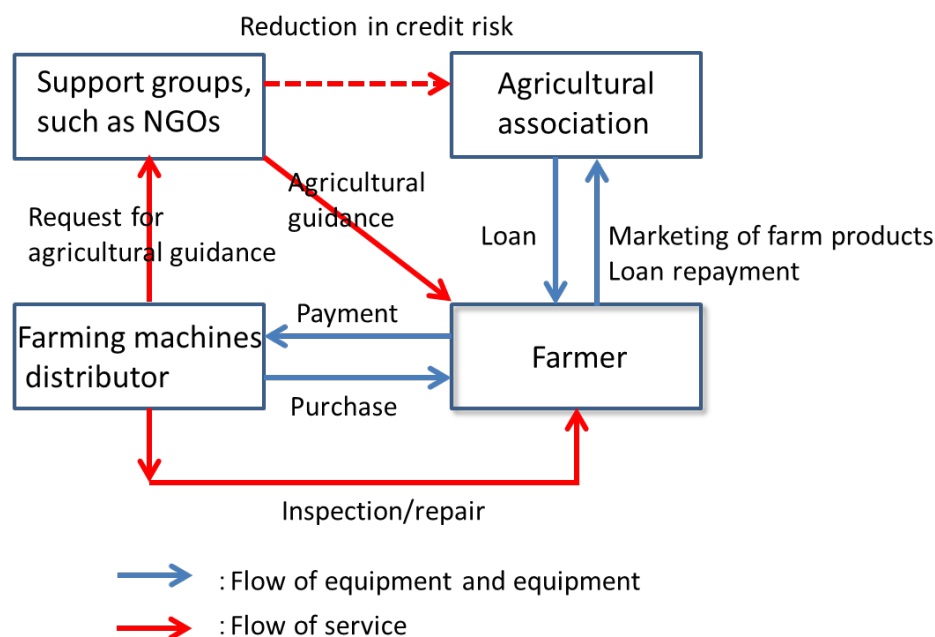 Reduction in credit risk
Support groups,
such as NGOs
Agricultural
association
Agricultural
guidance
Request for
agricultural guidance
Loan
Marketing of farm products
Loan repayment
Farming machines
distributor
Payment
Purchase
Farmer
Inspection/repair
: Flow of equipment and equipment
: Flow of service